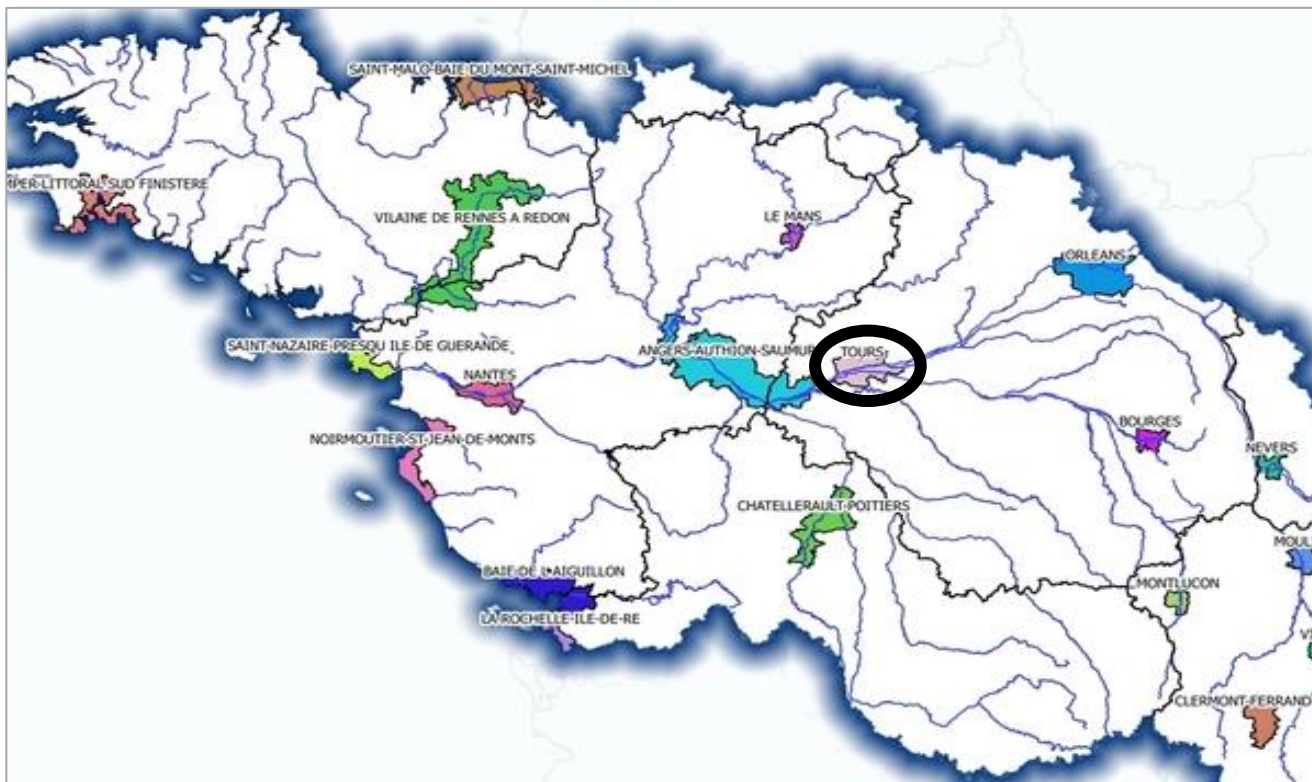 SAINT-MALO-BAIE DU MONT-SAINT-MICHEL
MPER-LITTORAL SUD FINISTERE
VILAINE DE RENNES A REDON
LE MANS
ORLEANS
SAINT-NAZAIRE-PRESQU ILE DE GUERANDE
ANGERS-AUTHION-SAUMUR
TOURS
NANTES
BOURGES
NOIRMOUTIER-ST-JEAN-DE-MONTS
NEVERS
CHATELLERAULT-POITIERS
MOUL
BAIE DE L'AIGUILLON
MONTLUCON
LA ROCHELLE-ILE-DE-RE
VI
CLERMONT-FERRAND